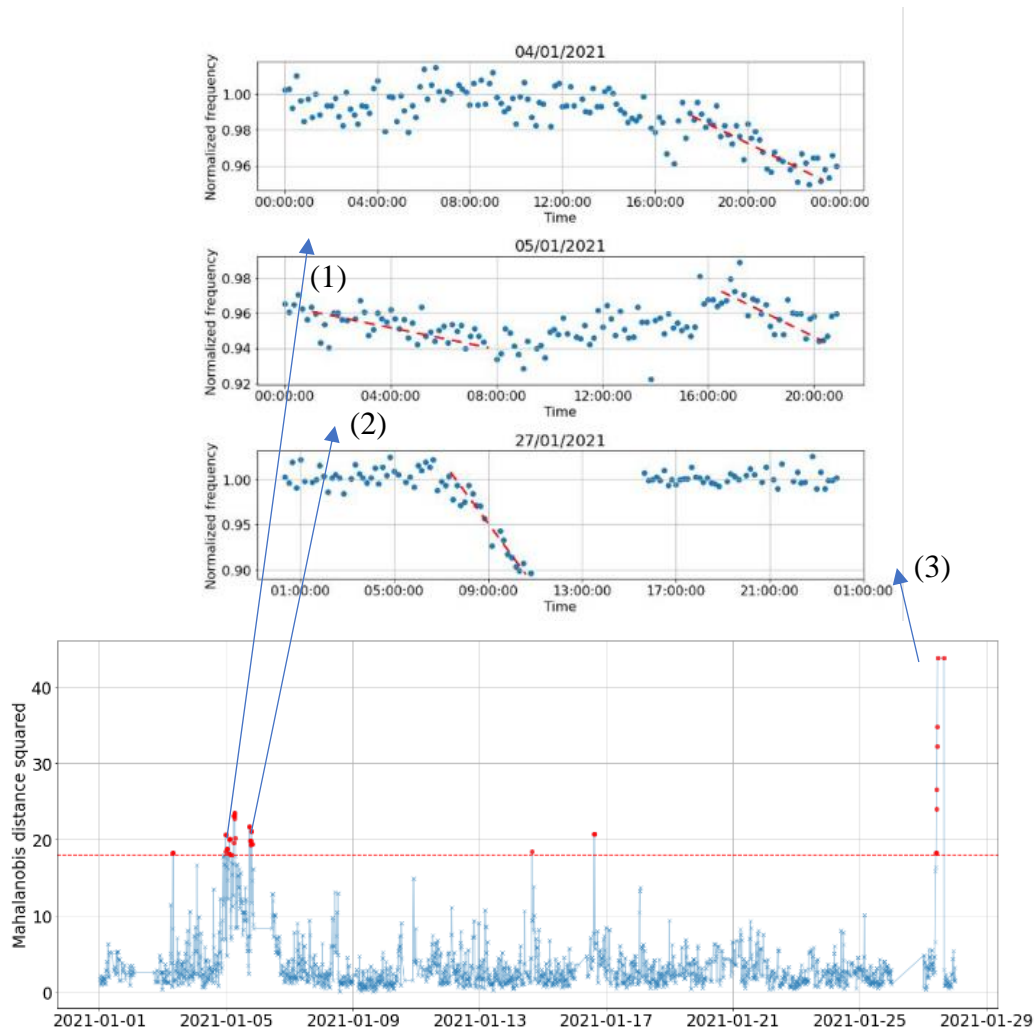 04/01/2021
Normalized frequency
1.00
0.98
0.96
00:00:00 04:00:00 08:00:00 12:00:00 16:00:00 20:00:00 00:00:00
Time
(1)
05/01/2021
Normalized frequency
0.98
0.96
0.94
0.92
00:00:00 04:00:00 08:00:00 12:00:00 16:00:00 20:00:00
Time
(2)
27/01/2021
Normalized frequency
1.00
0.95
0.90
01:00:00 05:00:00 09:00:00 13:00:00 17:00:00 21:00:00 01:00:00
Time
(3)
Mahalanobis distance squared
40
30
20
10
0
2021-01-01 2021-01-05 2021-01-09 2021-01-13 2021-01-17 2021-01-21 2021-01-25 2021-01-29